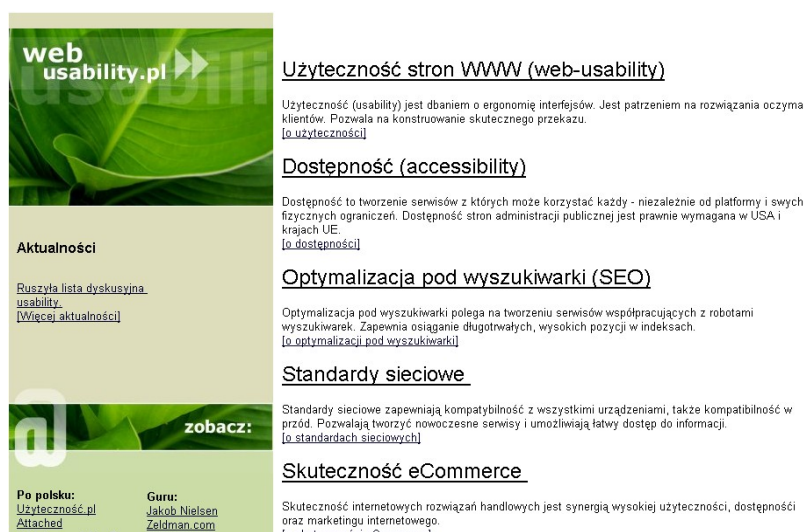 web
usability.pl
usabili
Aktualności
Ruszyła lista dyskusyjna
usability.
[Więcej aktualności]
@
zobacz:
Po polsku:
Użyteczność.pl
Attached
Guru:
Jakob Nielsen
Zeldman.com
Użyteczność stron WWW (web-usability)
Użyteczność (usability) jest dbaniem o ergonomię interfejsów. Jest patrzeniem na rozwiązania oczyma
klientów. Pozwala na konstruowanie skutecznego przekazu.
[o użyteczności]
Dostępność (accessibility)
Dostępność to tworzenie serwisów z których może korzystać każdy - niezależnie od platformy i swych
fizycznych ograniczeń. Dostępność stron administracji publicznej jest prawnie wymagana w USA i
krajach UE.
[o dostępności]
Optymalizacja pod wyszukiwarki (SEO)
Optymalizacja pod wyszukiwarki polega na tworzeniu serwisów współpracujących z robotami
wyszukiwarek. Zapewnia osiąganie długotrwałych, wysokich pozycji w indeksach.
[o optymalizacji pod wyszukiwarki]
Standardy sieciowe
Standardy sieciowe zapewniają kompatybilność z wszystkimi urządzeniami, także kompatibilność w
przód. Pozwalają tworzyć nowoczesne serwisy i umożliwiają łatwy dostęp do informacji.
[o standardach sieciowych]
Skuteczność eCommerce
Skuteczność internetowych rozwiązań handlowych jest synergią wysokiej użyteczności, dostępnośći
oraz marketingu internetowego.